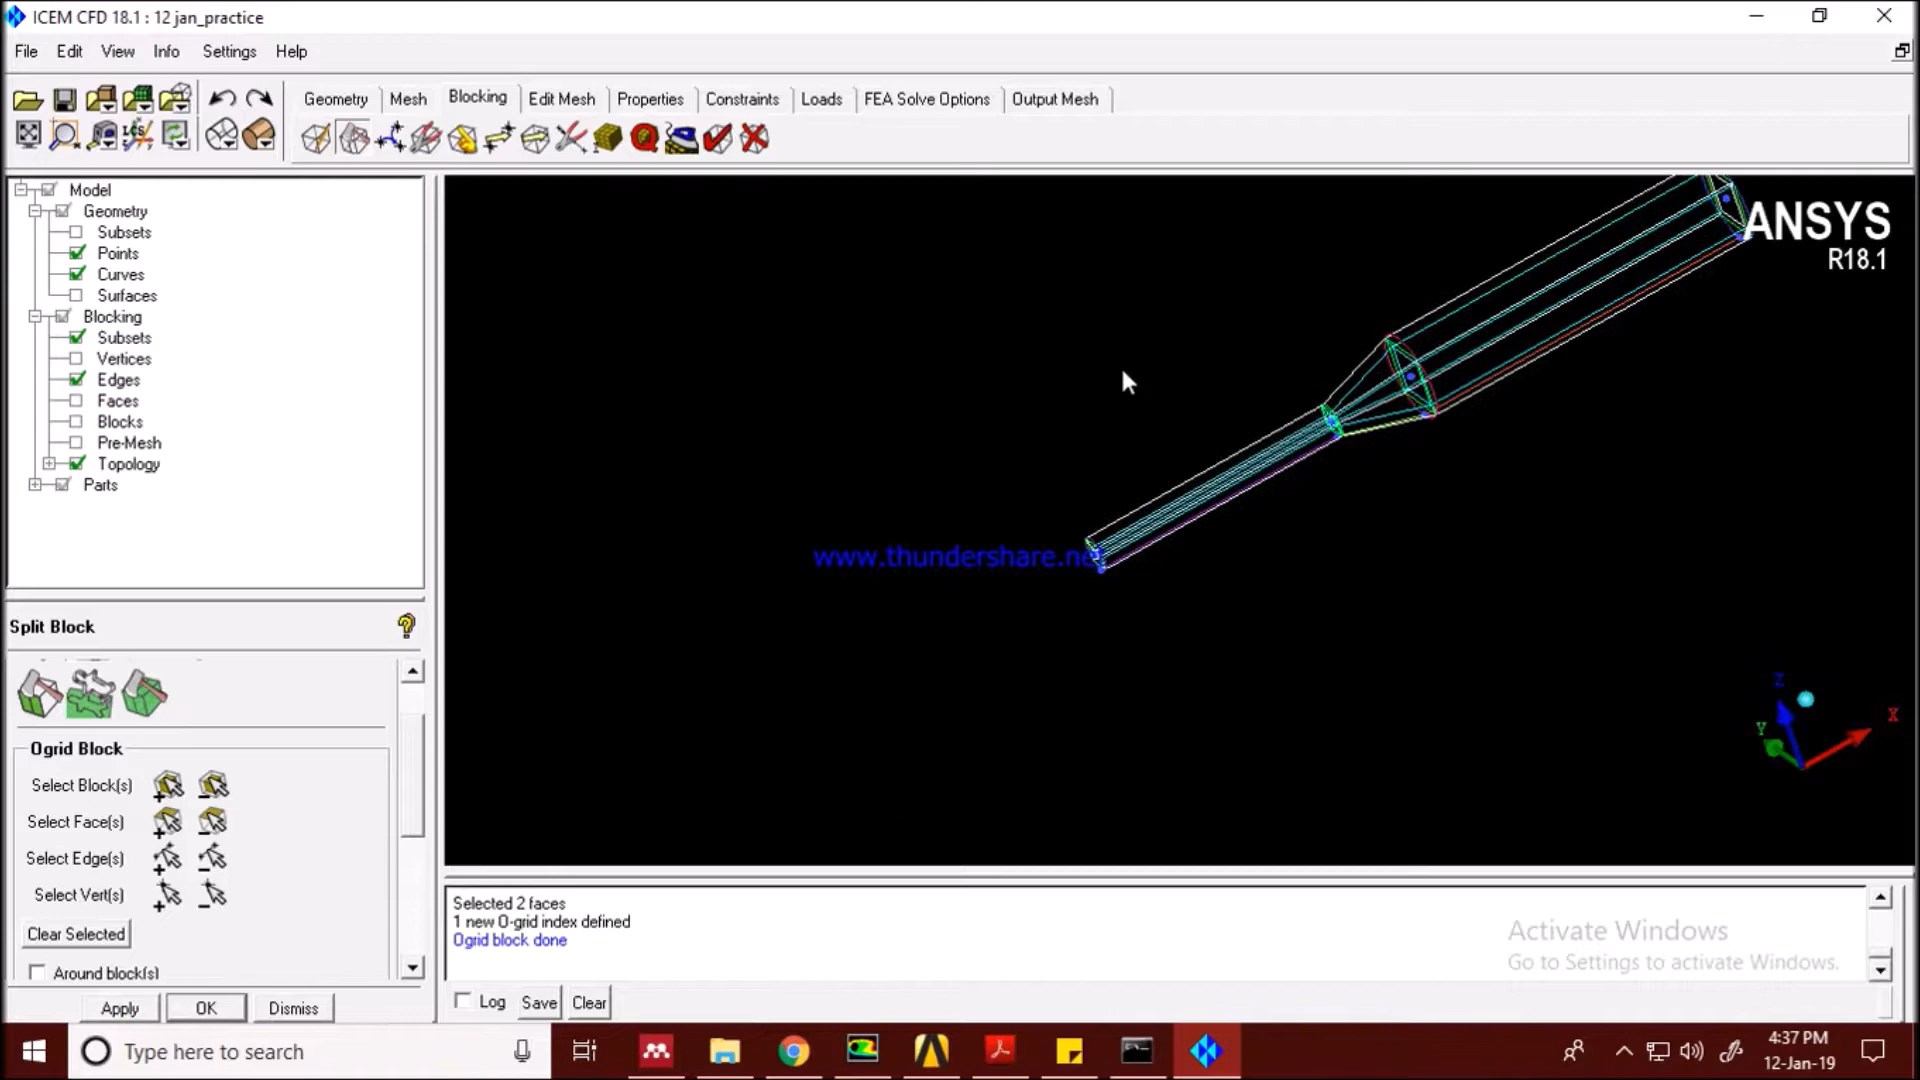 ICEM CFD 18.1 : 12 jan_practice
File Edit View Info Settings Help
Geometry Mesh Blocking Edit Mesh Properties Constraints Loads FEA Solve Options Output Mesh
Model
Geometry
Subsets
Points
Curves
Surfaces
Blocking
Subsets
Vertices
Edges
Faces
Blocks
Pre-Mesh
Topology
Parts
ANSYS
R18.1
www.thundershare.ne
Z
Y
X
Split Block
Ogrid Block
Select Block(s)
Select Face(s)
Select Edge(s)
Select Vert(s)
Clear Selected
Around block(s)
Apply OK Dismiss
Selected 2 faces
1 new O-grid index defined
Ogrid block done
Log Save Clear
Activate Windows
Go to Settings to activate Windows.
Type here to search
4:37 PM
12-Jan-19